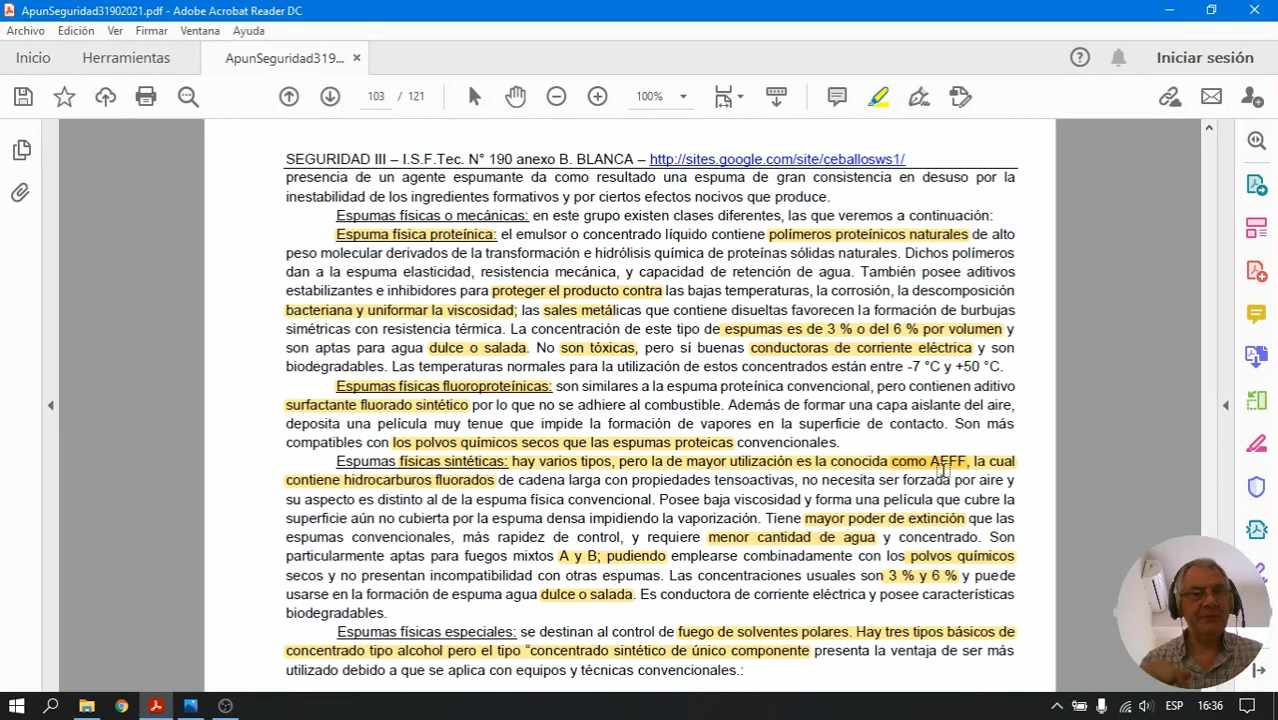 ApunSeguridad31902021.pdf - Adobe Acrobat Reader DC
Archivo Edición Ver Firmar Ventana Ayuda
Inicio Herramientas ApunSeguridad319... × Iniciar sesión
103 / 121 100%
SEGURIDAD III – I.S.F.Tec. N° 190 anexo B. BLANCA – http://sites.google.com/site/ceballosws1/
presencia de un agente espumante da como resultado una espuma de gran consistencia en desuso por la
inestabilidad de los ingredientes formativos y por ciertos efectos nocivos que produce.
Espumas físicas o mecánicas: en este grupo existen clases diferentes, las que veremos a continuación:
Espuma física proteínica: el emulsor o concentrado líquido contiene polímeros proteínicos naturales de alto
peso molecular derivados de la transformación e hidrólisis química de proteínas sólidas naturales. Dichos polímeros
dan a la espuma elasticidad, resistencia mecánica, y capacidad de retención de agua. También posee aditivos
estabilizantes e inhibidores para proteger el producto contra las bajas temperaturas, la corrosión, la descomposición
bacteriana y uniformar la viscosidad; las sales metálicas que contiene disueltas favorecen la formación de burbujas
simétricas con resistencia térmica. La concentración de este tipo de espumas es de 3 % o del 6 % por volumen y
son aptas para agua dulce o salada. No son tóxicas, pero sí buenas conductoras de corriente eléctrica y son
biodegradables. Las temperaturas normales para la utilización de estos concentrados están entre -7 °C y +50 °C.
Espumas físicas fluoroproteínicas: son similares a la espuma proteínica convencional, pero contienen aditivo
surfactante fluorado sintético por lo que no se adhiere al combustible. Además de formar una capa aislante del aire,
deposita una película muy tenue que impide la formación de vapores en la superficie de contacto. Son más
compatibles con los polvos químicos secos que las espumas proteicas convencionales.
Espumas físicas sintéticas: hay varios tipos, pero la de mayor utilización es la conocida como AFFF, la cual
contiene hidrocarburos fluorados de cadena larga con propiedades tensoactivas, no necesita ser forzada por aire y
su aspecto es distinto al de la espuma física convencional. Posee baja viscosidad y forma una película que cubre la
superficie aún no cubierta por la espuma densa impidiendo la vaporización. Tiene mayor poder de extinción que las
espumas convencionales, más rapidez de control, y requiere menor cantidad de agua y concentrado. Son
particularmente aptas para fuegos mixtos A y B; pudiendo emplearse combinadamente con los polvos químicos
secos y no presentan incompatibilidad con otras espumas. Las concentraciones usuales son 3 % y 6 % y puede
usarse en la formación de espuma agua dulce o salada. Es conductora de corriente eléctrica y posee características
biodegradables.
Espumas físicas especiales: se destinan al control de fuego de solventes polares. Hay tres tipos básicos de
concentrado tipo alcohol pero el tipo “concentrado sintético de único componente presenta la ventaja de ser más
utilizado debido a que se aplica con equipos y técnicas convencionales.:
ESP 16:36